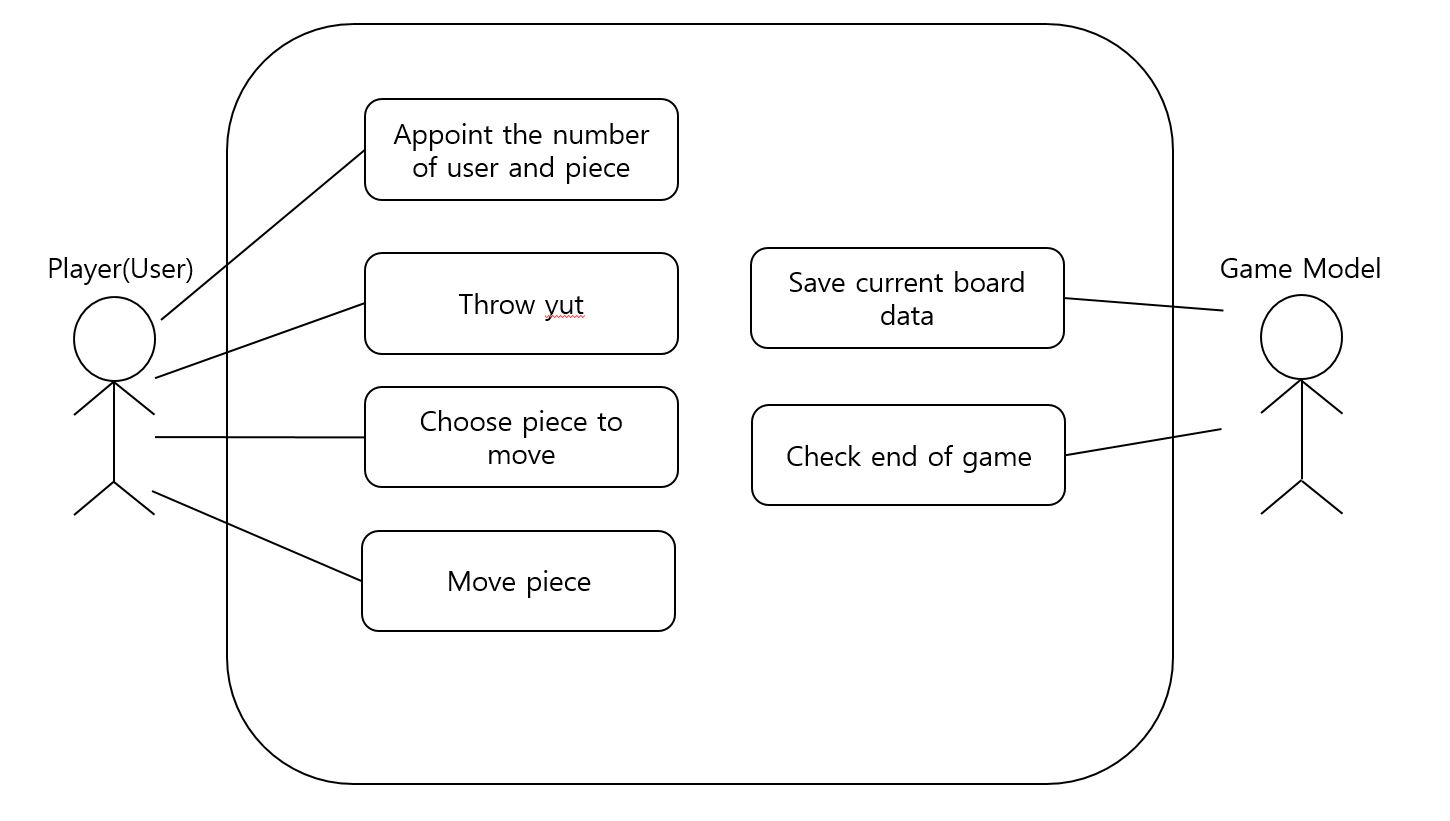 Appoint the number
of user and piece
Player(User)
Throw yut
Save current board
data
Game Model
Choose piece to
move
Check end of game
Move piece